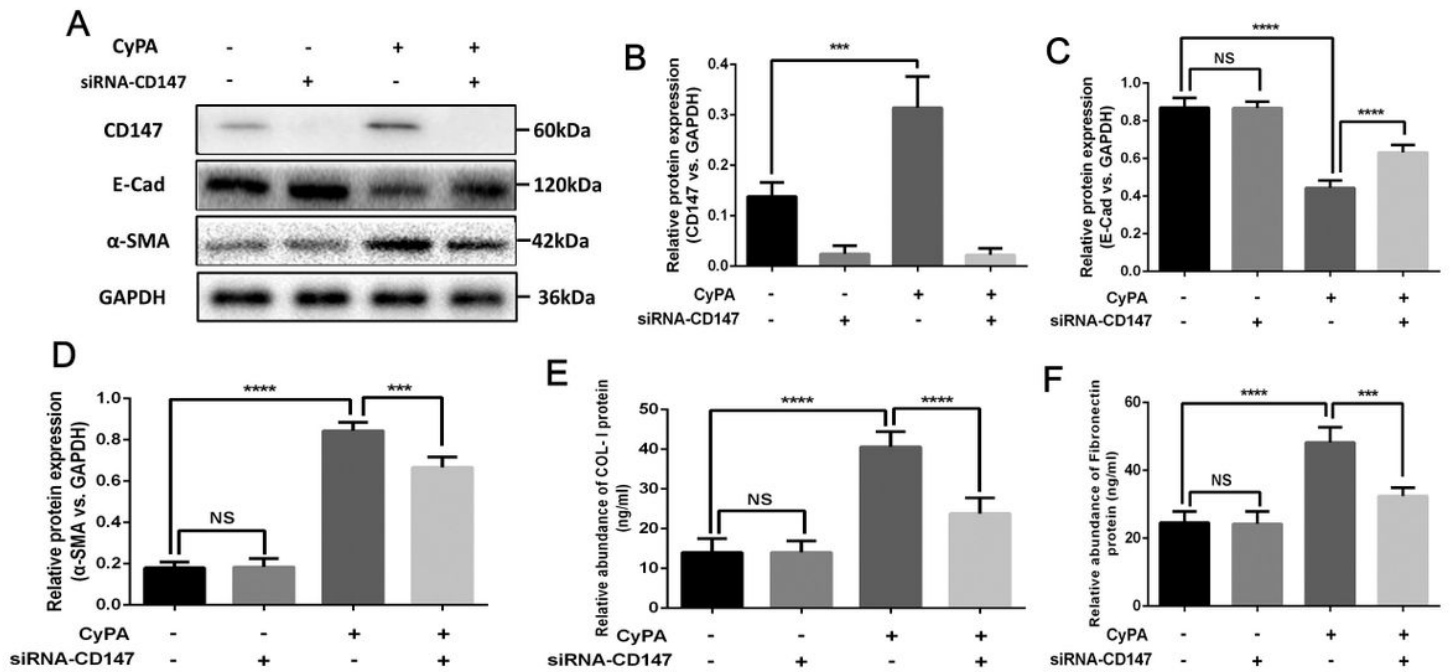 A
CyPA - - + +
siRNA-CD147 - + - +
CD147 60kDa
E-Cad 120kDa
α-SMA 42kDa
GAPDH 36kDa
B
***
Relative protein expression
(CD147 vs. GAPDH)
0.4
0.3
0.2
0.1
0.0
CyPA - - + +
siRNA-CD147 - + - +
C
****
NS
****
Relative protein expression
(E-Cad vs. GAPDH)
0.9
0.6
0.4
0.2
0.0
CyPA - - + +
siRNA-CD147 - + - +
D
****
***
NS
Relative protein expression
(α-SMA vs. GAPDH)
1.0
0.8
0.6
0.4
0.2
0.0
CyPA - - + +
siRNA-CD147 - + - +
E
****
****
NS
Relative abundance of COL- I protein
(ng/ml)
50
40
30
20
10
0
CyPA - - + +
siRNA-CD147 - + - +
F
****
***
NS
Relative abundance of Fibronectin
protein (ng/ml)
60
40
20
0
CyPA - - + +
siRNA-CD147 - + - +